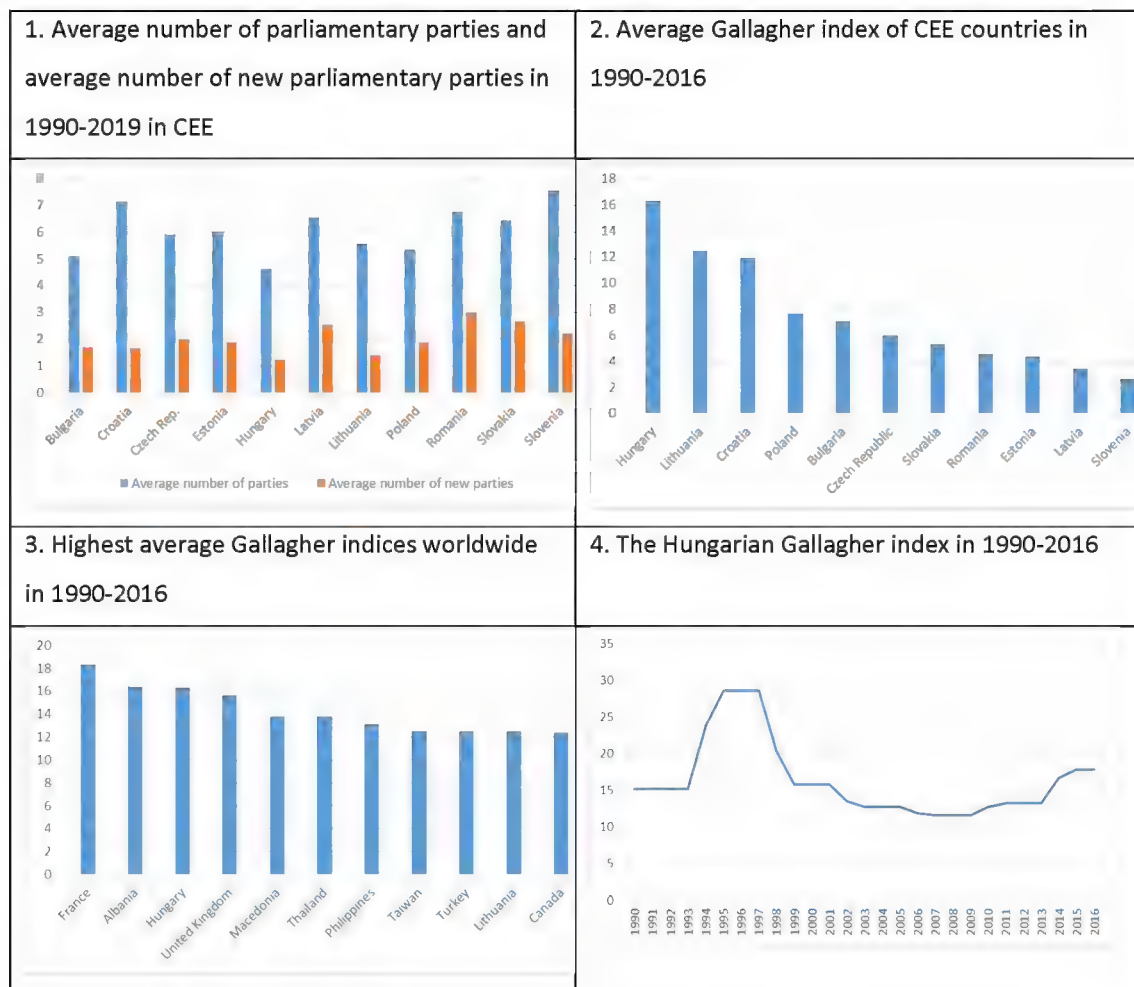 1. Average number of parliamentary parties and
average number of new parliamentary parties in
1990-2019 in CEE
2. Average Gallagher index of CEE countries in
1990-2016
7
6
5
4
3
2
1
0
Bulgaria
Croatia
Czech Rep.
Estonia
Hungary
Latvia
Lithuania
Poland
Romania
Slovakia
Slovenia
Average number of parties
Average number of new parties
18
16
14
12
10
8
6
4
2
0
Hungary
Lithuania
Croatia
Poland
Bulgaria
Czech Republic
Slovakia
Romania
Estonia
Latvia
Slovenia
3. Highest average Gallagher indices worldwide
in 1990-2016
4. The Hungarian Gallagher index in 1990-2016
20
18
16
14
12
10
8
6
4
2
0
France
Albania
Hungary
United Kingdom
Macedonia
Thailand
Philippines
Taiwan
Turkey
Lithuania
Canada
35
30
25
20
15
10
5
0
1990
1991
1992
1993
1994
1995
1996
1997
1998
1999
2000
2001
2002
2003
2004
2005
2006
2007
2008
2009
2010
2011
2012
2013
2014
2015
2016